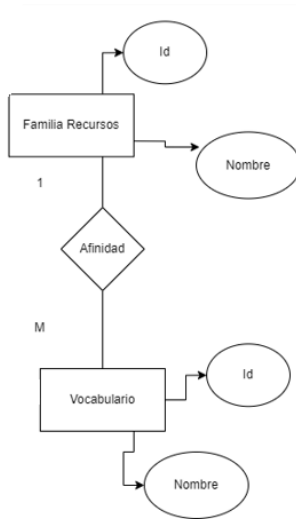 Id
Familia Recursos
Nombre
1
Afinidad
M
Id
Vocabulario
Nombre